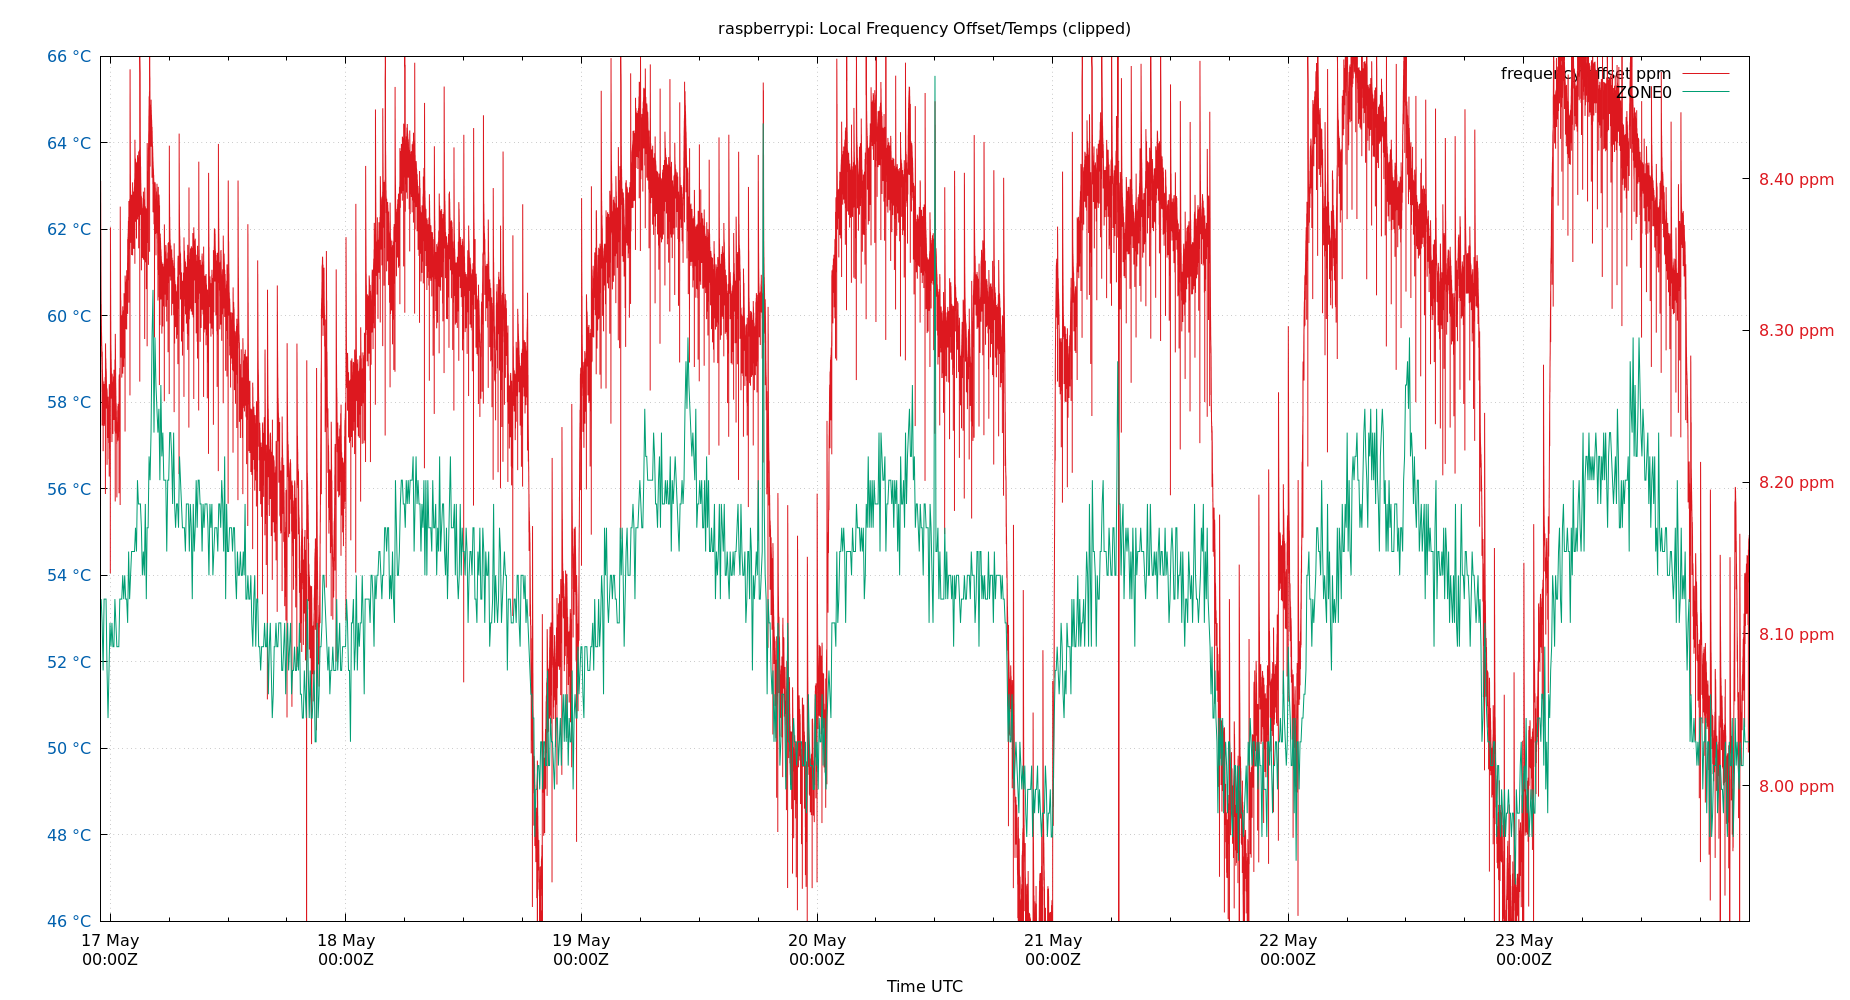 raspberrypi: Local Frequency Offset/Temps (clipped)
frequency offset ppm
ZONE0
66 °C
64 °C
62 °C
60 °C
58 °C
56 °C
54 °C
52 °C
50 °C
48 °C
46 °C
8.40 ppm
8.30 ppm
8.20 ppm
8.10 ppm
8.00 ppm
17 May
00:00Z
18 May
00:00Z
19 May
00:00Z
20 May
00:00Z
21 May
00:00Z
22 May
00:00Z
23 May
00:00Z
Time UTC